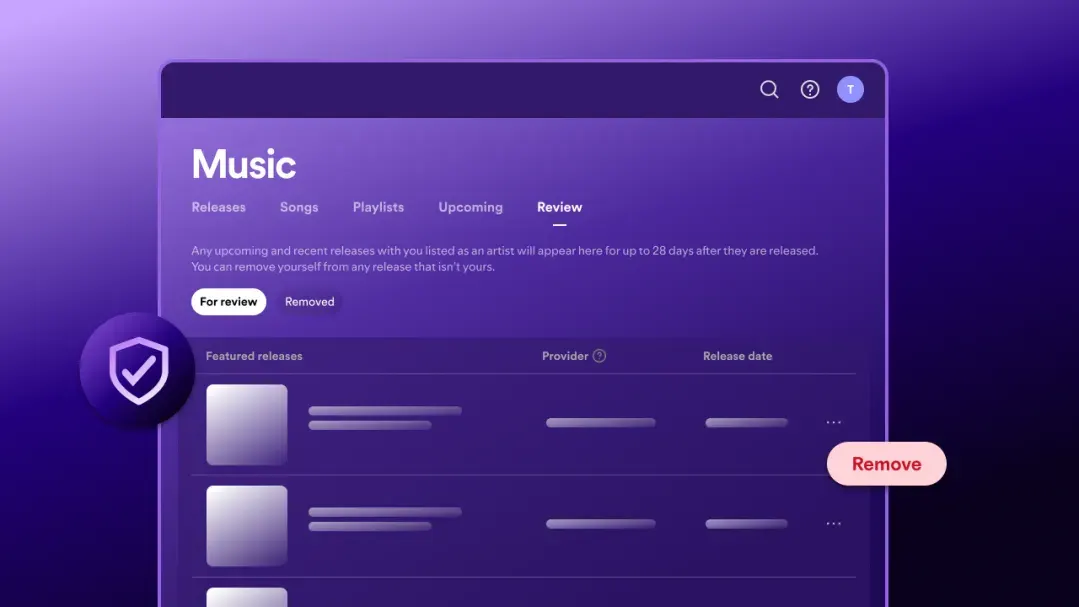 T
Music
Releases Songs Playlists Upcoming Review
Any upcoming and recent releases with you listed as an artist will appear here for up to 28 days after they are released.
You can remove yourself from any release that isn't yours.
For review Removed
Featured releases Provider ? Release date
Remove